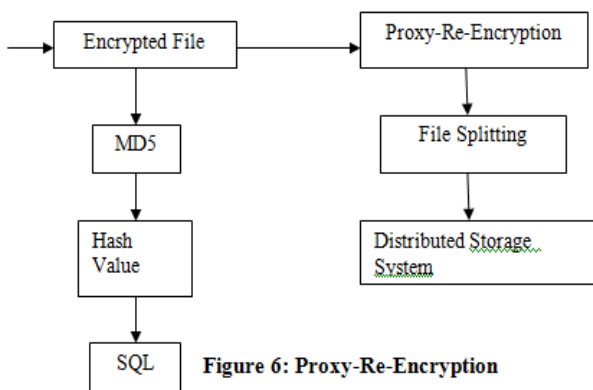 Encrypted File
Proxy-Re-Encryption
MD5
File Splitting
Hash
Value
Distributed Storage
System
SQL
Figure 6: Proxy-Re-Encryption